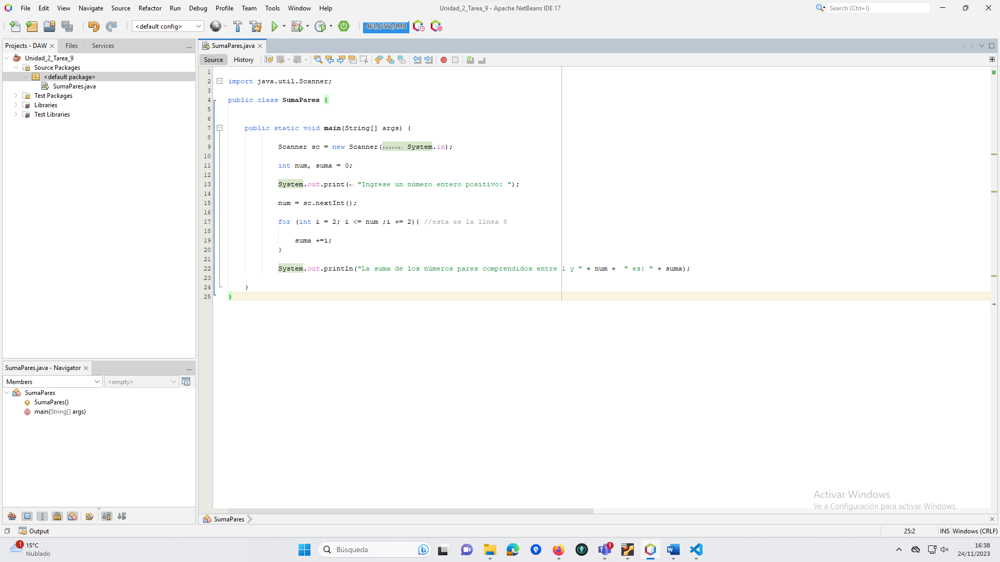 File Edit View Navigate Source Refactor Run Debug Profile Team Tools Window Help
Unidad_2_Tarea_9 - Apache NetBeans IDE 17
Search (Ctrl+I)
<default config>
463,8/560,0MB
Projects - DAW
Files
Services
Unidad_2_Tarea_9
Source Packages
<default package>
SumaPares.java
Test Packages
Libraries
Test Libraries
SumaPares.java
Source
History
1
2 import java.util.Scanner;
3
4 public class SumaPares {
5
6
7 public static void main(String[] args) {
8
9 Scanner sc = new Scanner(source: System.in);
10
11 int num, suma = 0;
12
13 System.out.print(s: "Ingrese un número entero positivo: ");
14
15 num = sc.nextInt();
16
17 for (int i = 2; i <= num ;i += 2){ //esta es la línea 8
18
19 suma +=i;
20 }
21
22 System.out.println("La suma de los números pares comprendidos entre 1 y " + num +  " es: " + suma);
23
24 }
25 }
SumaPares.java - Navigator
Members
<empty>
SumaPares
SumaPares()
main(String[] args)
Activar Windows
Ve a Configuración para activar Windows.
SumaPares
Output
25:2
INS
Windows (CRLF)
1
15°C
Nublado
Búsqueda
1
16:38
24/11/2023